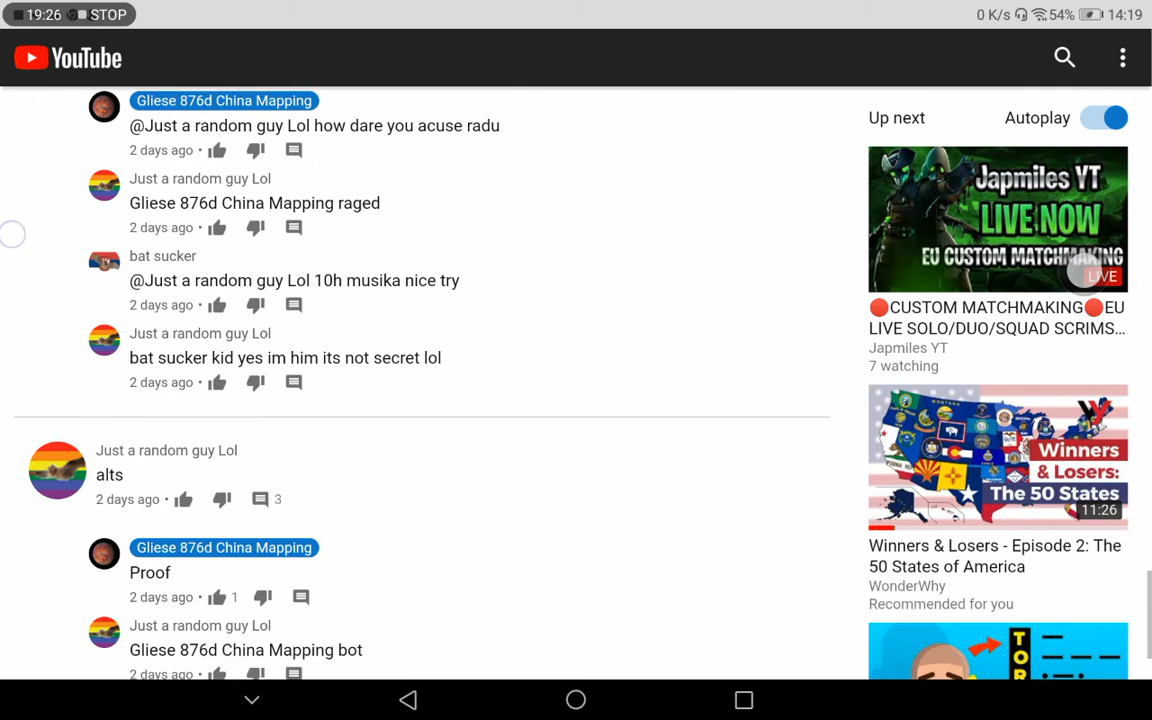 19:26 STOP
0 K/s 54% 14:19
YouTube
Gliese 876d China Mapping
@Just a random guy Lol how dare you acuse radu
2 days ago •
Just a random guy Lol
Gliese 876d China Mapping raged
2 days ago •
bat sucker
@Just a random guy Lol 10h musika nice try
2 days ago •
Just a random guy Lol
bat sucker kid yes im him its not secret lol
2 days ago •
Just a random guy Lol
alts
2 days ago • 3
Gliese 876d China Mapping
Proof
2 days ago • 1
Just a random guy Lol
Gliese 876d China Mapping bot
2 days ago •
Up next Autoplay
Japmiles YT
LIVE NOW
EU CUSTOM MATCHMAKING
LIVE
🔴CUSTOM MATCHMAKING🔴EU
LIVE SOLO/DUO/SQUAD SCRIMS...
Japmiles YT
7 watching
MONTANA
Winners
& Losers:
The 50 States
11:26
Winners & Losers - Episode 2: The
50 States of America
WonderWhy
Recommended for you
TOR